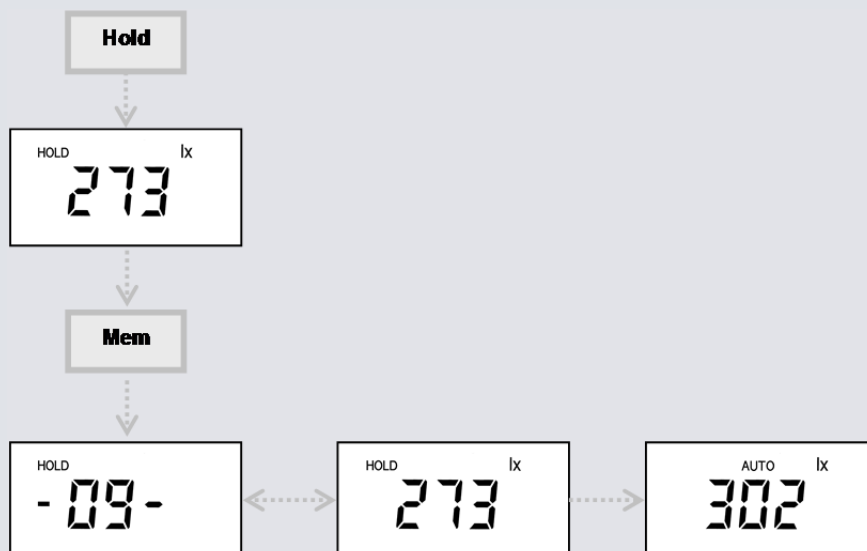 Hold
HOLD lx
273
Mem
HOLD
-09-
HOLD lx
273
AUTO lx
302